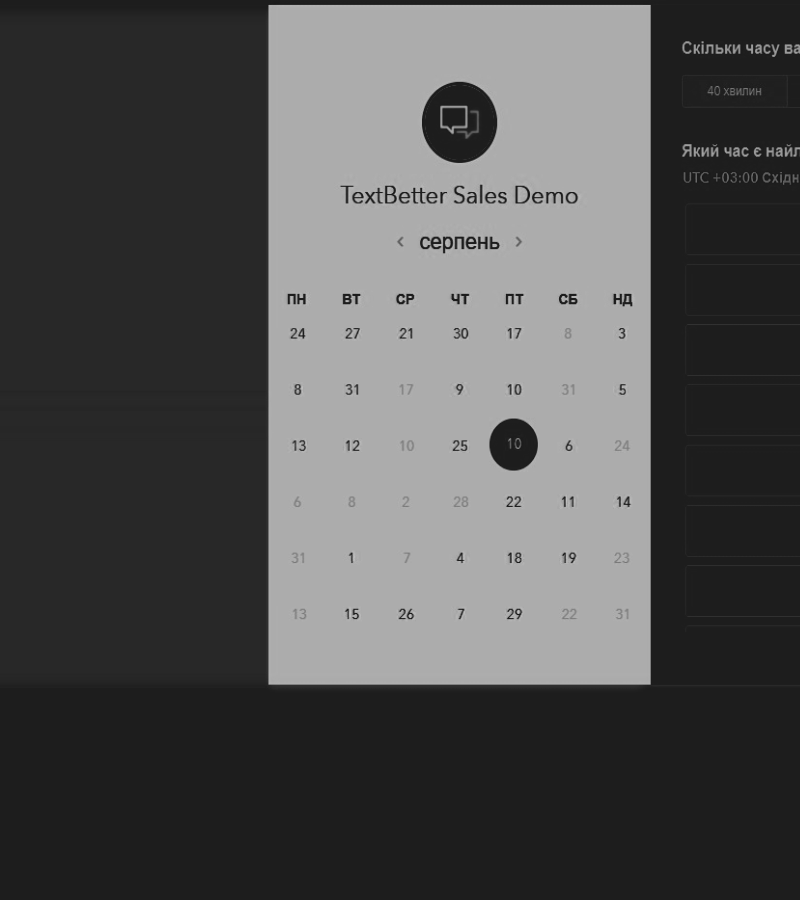 TextBetter Sales Demo
‹ серпень ›
ПН ВТ СР ЧТ ПТ СБ НД
24 27 21 30 17 8 3
8 31 17 9 10 31 5
13 12 10 25 10 6 24
6 8 2 28 22 11 14
31 1 7 4 18 19 23
13 15 26 7 29 22 31
Скільки часу ва
40 хвилин
Який час є найл
UTC +03:00 Східн